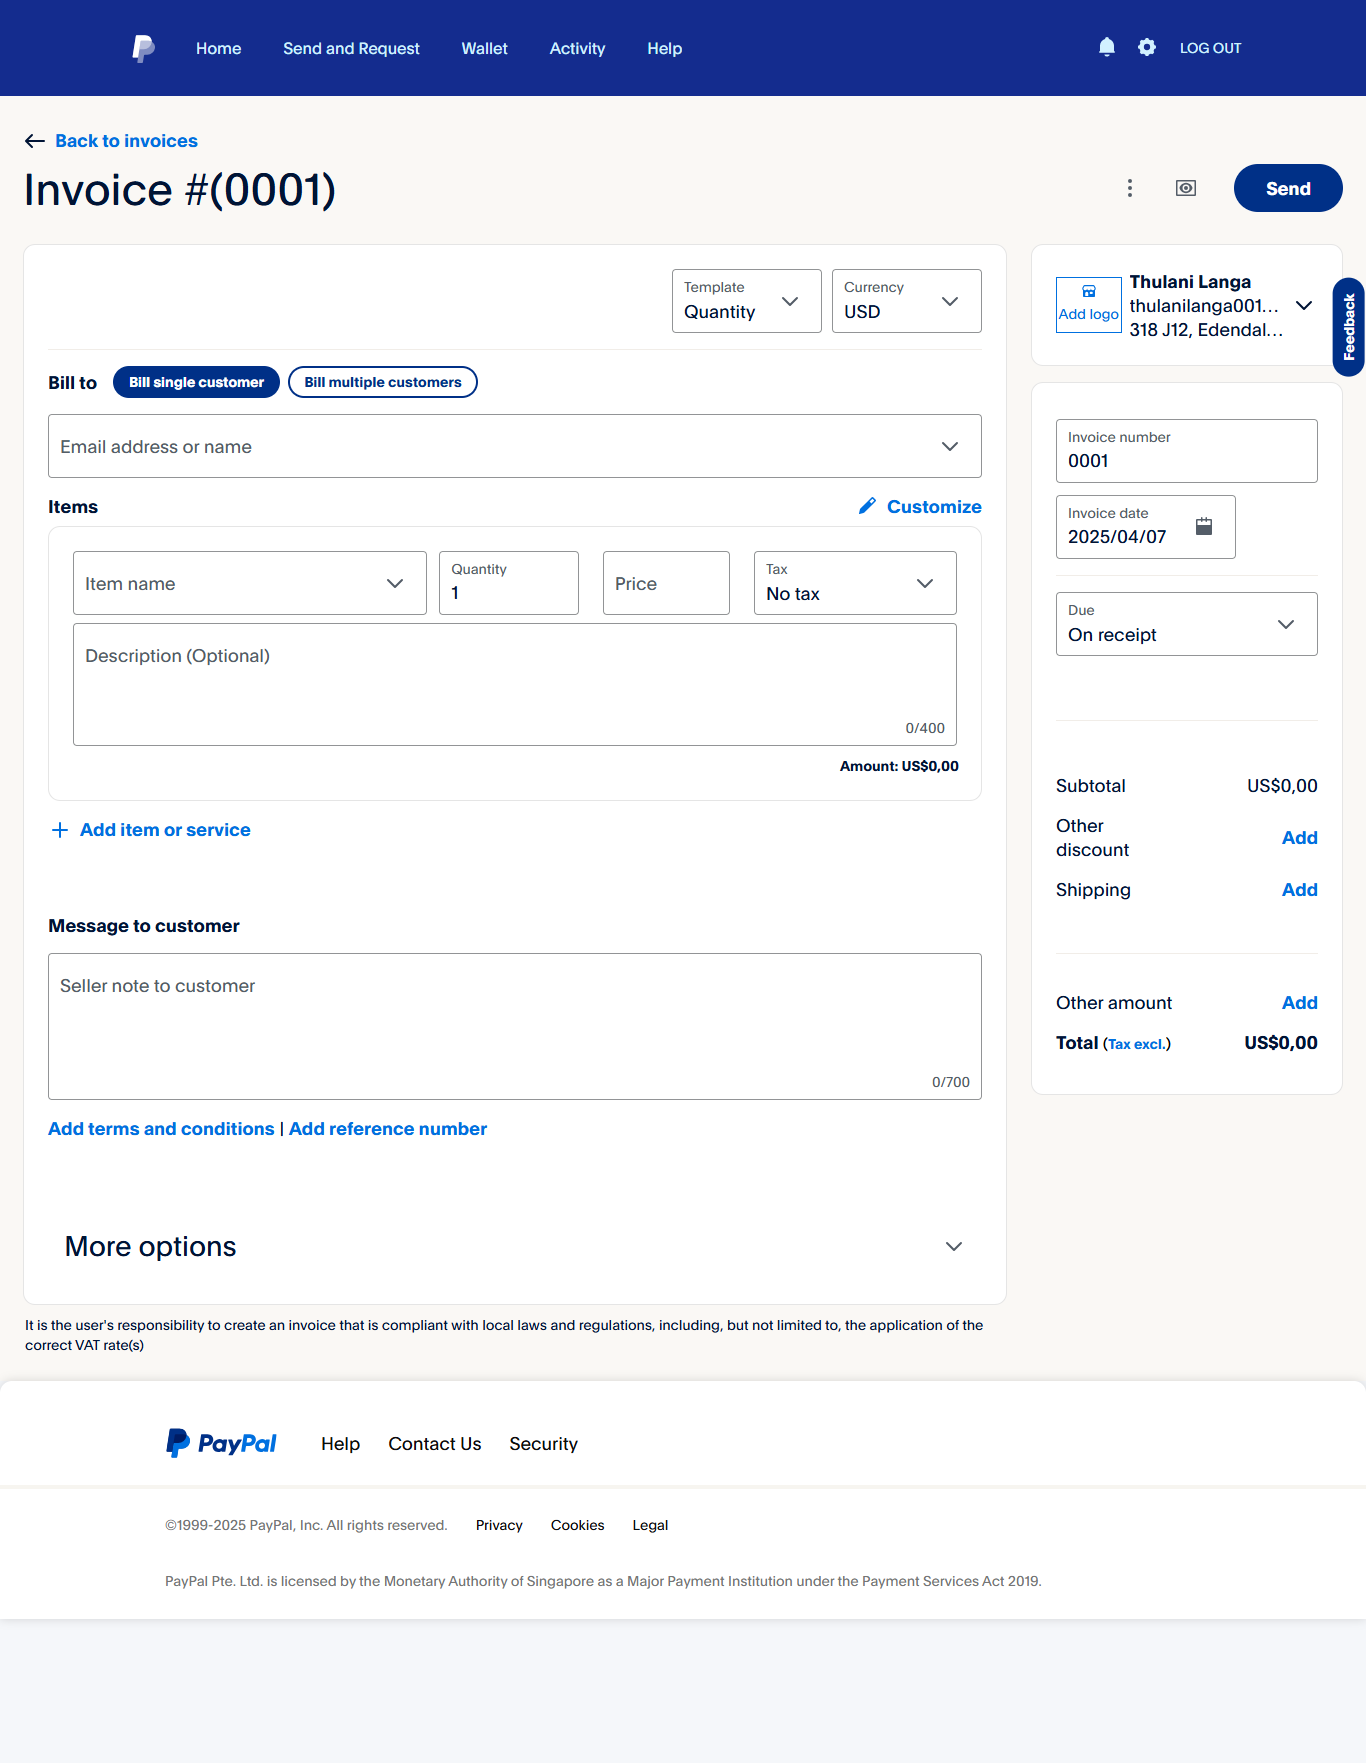 Home Send and Request Wallet Activity Help LOG OUT
Back to invoices
Invoice #(0001)
Send
Template
Quantity
Currency
USD
Bill to Bill single customer Bill multiple customers
Email address or name
Items Customize
Item name
Quantity
1
Price
Tax
No tax
Description (Optional)
0/400
Amount: US$0,00
Add item or service
Message to customer
Seller note to customer
0/700
Add terms and conditions | Add reference number
More options
It is the user's responsibility to create an invoice that is compliant with local laws and regulations, including, but not limited to, the application of the
correct VAT rate(s)
Add logo
Thulani Langa
thulanilanga001...
318 J12, Edendal...
Feedback
Invoice number
0001
Invoice date
2025/04/07
Due
On receipt
Subtotal US$0,00
Other
discount Add
Shipping Add
Other amount Add
Total (Tax excl.) US$0,00
PayPal Help Contact Us Security
©1999-2025 PayPal, Inc. All rights reserved. Privacy Cookies Legal
PayPal Pte. Ltd. is licensed by the Monetary Authority of Singapore as a Major Payment Institution under the Payment Services Act 2019.